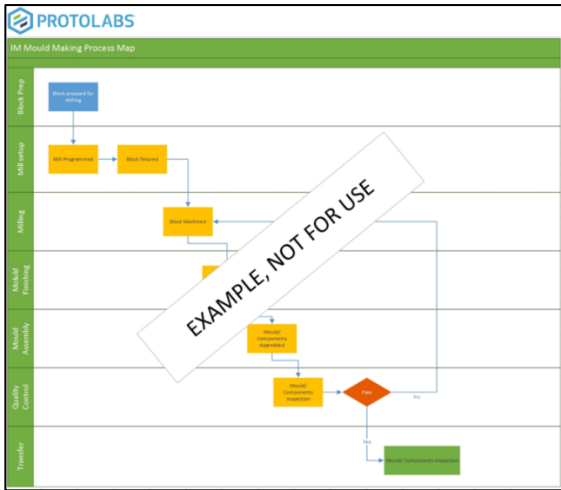 PROTOLABS
IM Mould Making Process Map
Block Prep
Block prepared for
Milling
Mill setup
Mill Programmed
Block Fixtured
Milling
Block Machined
Finishing
Mould
Assembly
Mould/
Components
Assembled
Quality
Control
Mould/
Components
Inspection
Pass
No
Yes
Transfer
Mould/ Components Inspection
EXAMPLE, NOT FOR USE